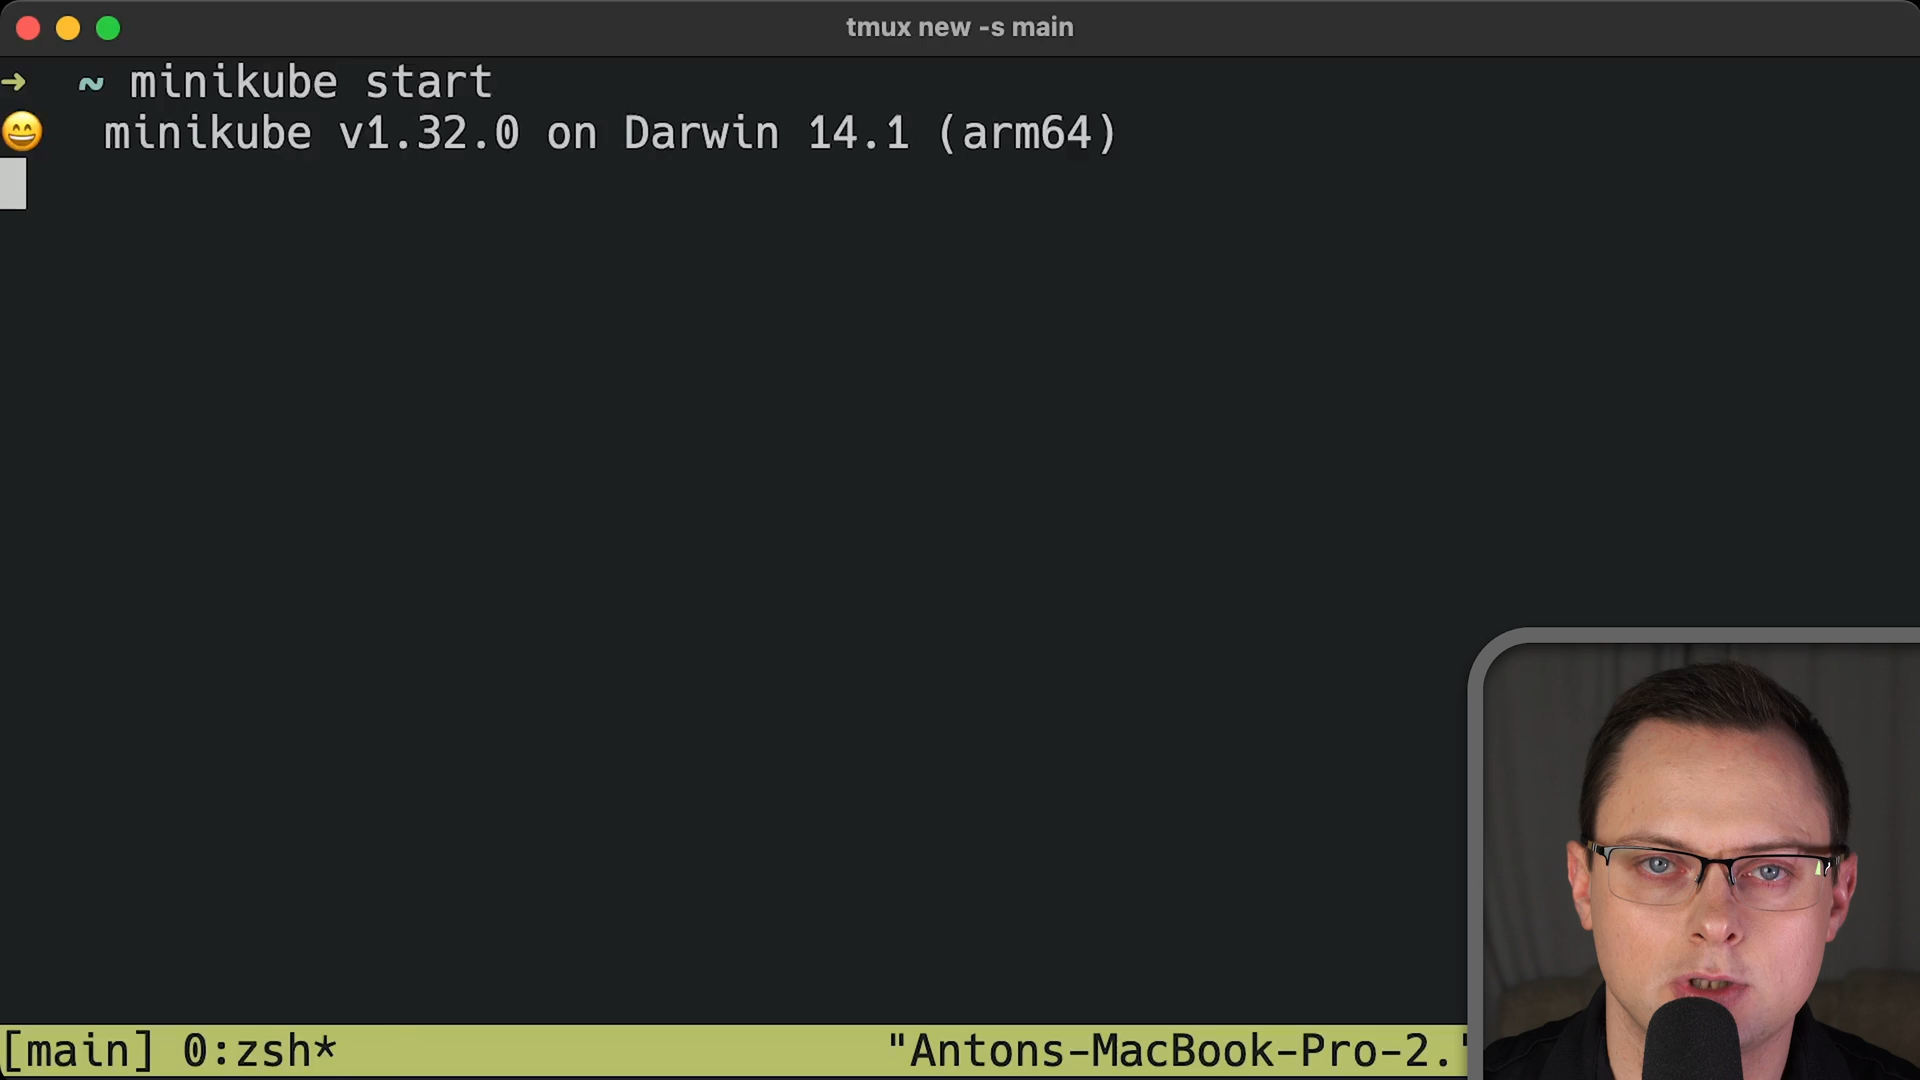 tmux new -s main
➜ ~ minikube start
😄 minikube v1.32.0 on Darwin 14.1 (arm64)
[main] 0:zsh* "Antons-MacBook-Pro-2."